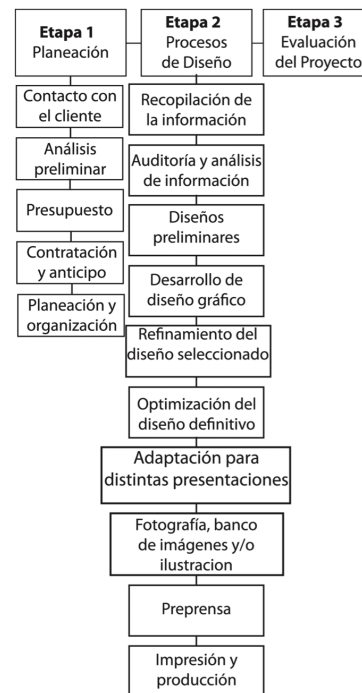 Etapa 1
Planeación
Etapa 2
Procesos
de Diseño
Etapa 3
Evaluación
del Proyecto
Contacto con
el cliente
Análisis
preliminar
Presupuesto
Contratación
y anticipo
Planeación y
organización
Recopilación de
la información
Auditoría y análisis
de información
Diseños
preliminares
Desarrollo de
diseño gráfico
Refinamiento del
diseño seleccionado
Optimización del
diseño definitivo
Adaptación para
distintas presentaciones
Fotografía, banco
de imágenes y/o
ilustracion
Preprensa
Impresión y
producción